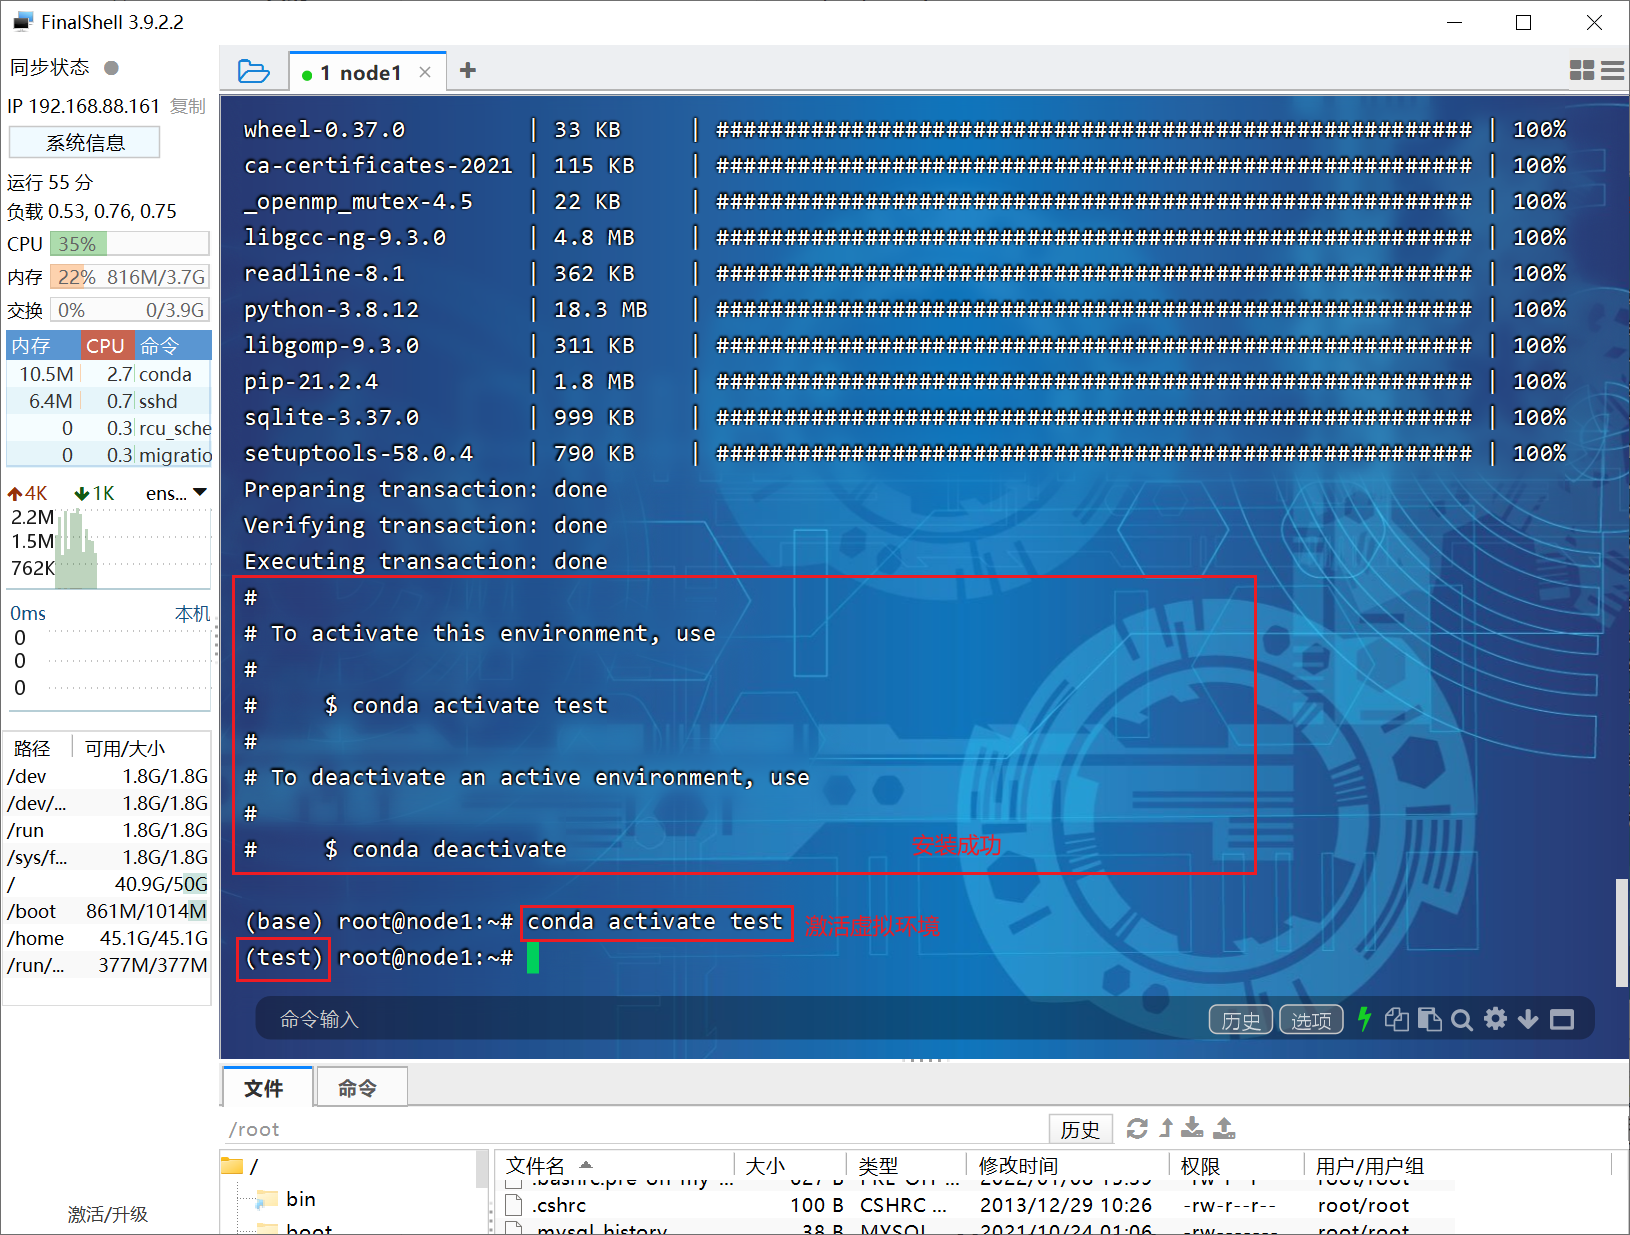 FinalShell 3.9.2.2
同步状态
IP 192.168.88.161 复制
系统信息
运行 55 分
负载 0.53, 0.76, 0.75
CPU 35%
内存 22% 816M/3.7G
交换 0% 0/3.9G
内存 CPU 命令
10.5M 2.7 conda
6.4M 0.7 sshd
0 0.3 rcu_sche
0 0.3 migratio
4K 1K ens...
2.2M
1.5M
762K
0ms 本机
0
0
0
路径 可用/大小
/dev 1.8G/1.8G
/dev/... 1.8G/1.8G
/run 1.8G/1.8G
/sys/f... 1.8G/1.8G
/ 40.9G/50G
/boot 861M/1014M
/home 45.1G/45.1G
/run/... 377M/377M
激活/升级
1 node1
wheel-0.37.0 | 33 KB | ######################################################## | 100%
ca-certificates-2021 | 115 KB | ######################################################## | 100%
_openmp_mutex-4.5 | 22 KB | ######################################################## | 100%
libgcc-ng-9.3.0 | 4.8 MB | ######################################################## | 100%
readline-8.1 | 362 KB | ######################################################## | 100%
python-3.8.12 | 18.3 MB | ######################################################## | 100%
libgomp-9.3.0 | 311 KB | ######################################################## | 100%
pip-21.2.4 | 1.8 MB | ######################################################## | 100%
sqlite-3.37.0 | 999 KB | ######################################################## | 100%
setuptools-58.0.4 | 790 KB | ######################################################## | 100%
Preparing transaction: done
Verifying transaction: done
Executing transaction: done
#
# To activate this environment, use
#
# $ conda activate test
#
# To deactivate an active environment, use
#
# $ conda deactivate
安装成功
(base) root@node1:~# conda activate test 激活虚拟环境
(test) root@node1:~#
命令输入 历史 选项
文件 命令
/root 历史
/
bin
boot
文件名 大小 类型 修改时间 权限 用户/用户组
.cshrc 100 B CSHRC ... 2013/12/29 10:26 -rw-r--r-- root/root
.mysql_history 38 B MYSQL... 2021/10/24 01:06 -rw------- root/root